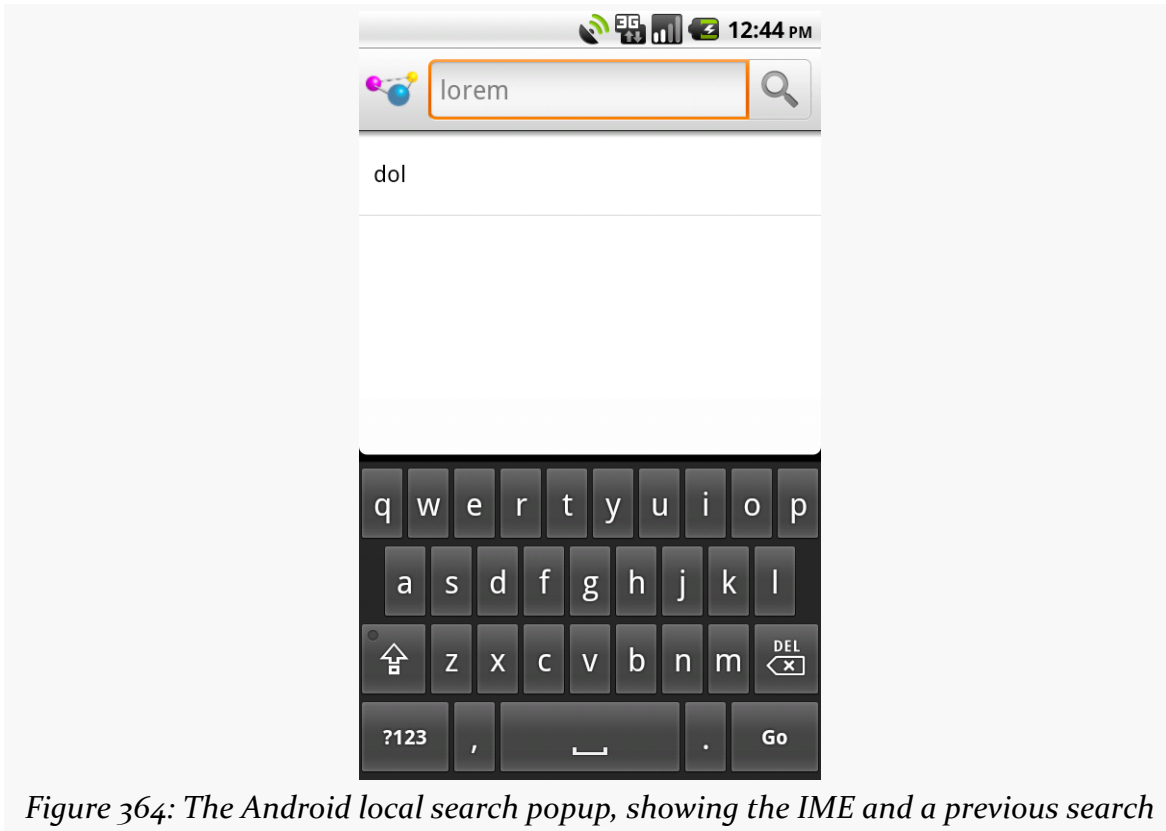 3G 12:44 PM
lorem
dol
q w e r t y u i o p
a s d f g h j k l
z x c v b n m DEL
?123 , . Go
Figure 364: The Android local search popup, showing the IME and a previous search